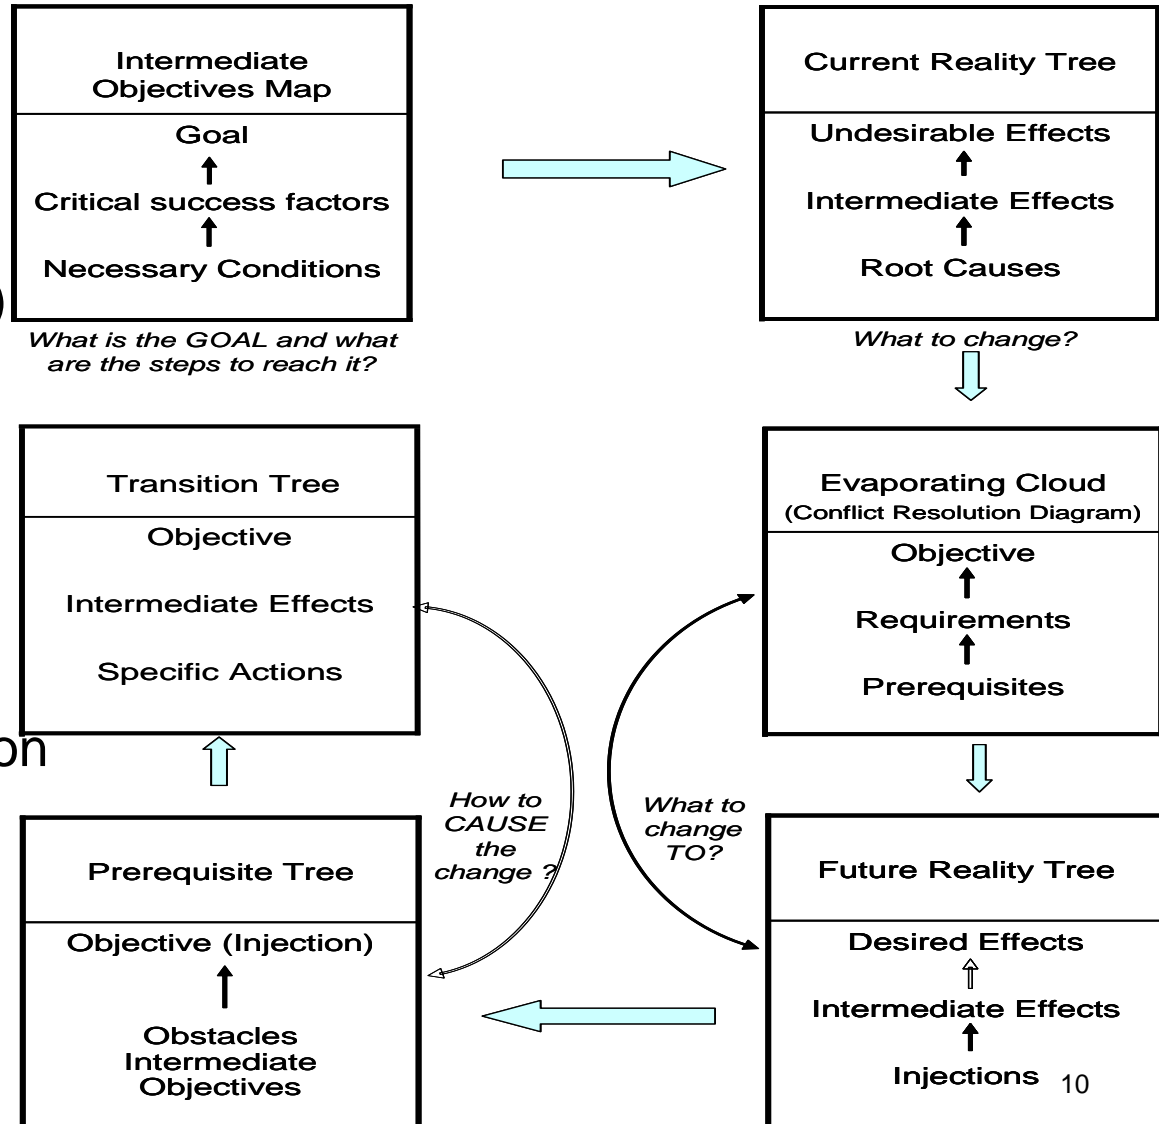 Intermediate
Objectives Map
Goal
Critical success factors
Necessary Conditions
)
What is the GOAL and what
are the steps to reach it?
Current Reality Tree
Undesirable Effects
Intermediate Effects
Root Causes
What to change?
Transition Tree
Objective
Intermediate Effects
Specific Actions
on
Evaporating Cloud
(Conflict Resolution Diagram)
Objective
Requirements
Prerequisites
How to
CAUSE
the
change ?
What to
change
TO?
Prerequisite Tree
Objective (Injection)
Obstacles
Intermediate
Objectives
Future Reality Tree
Desired Effects
Intermediate Effects
Injections
10